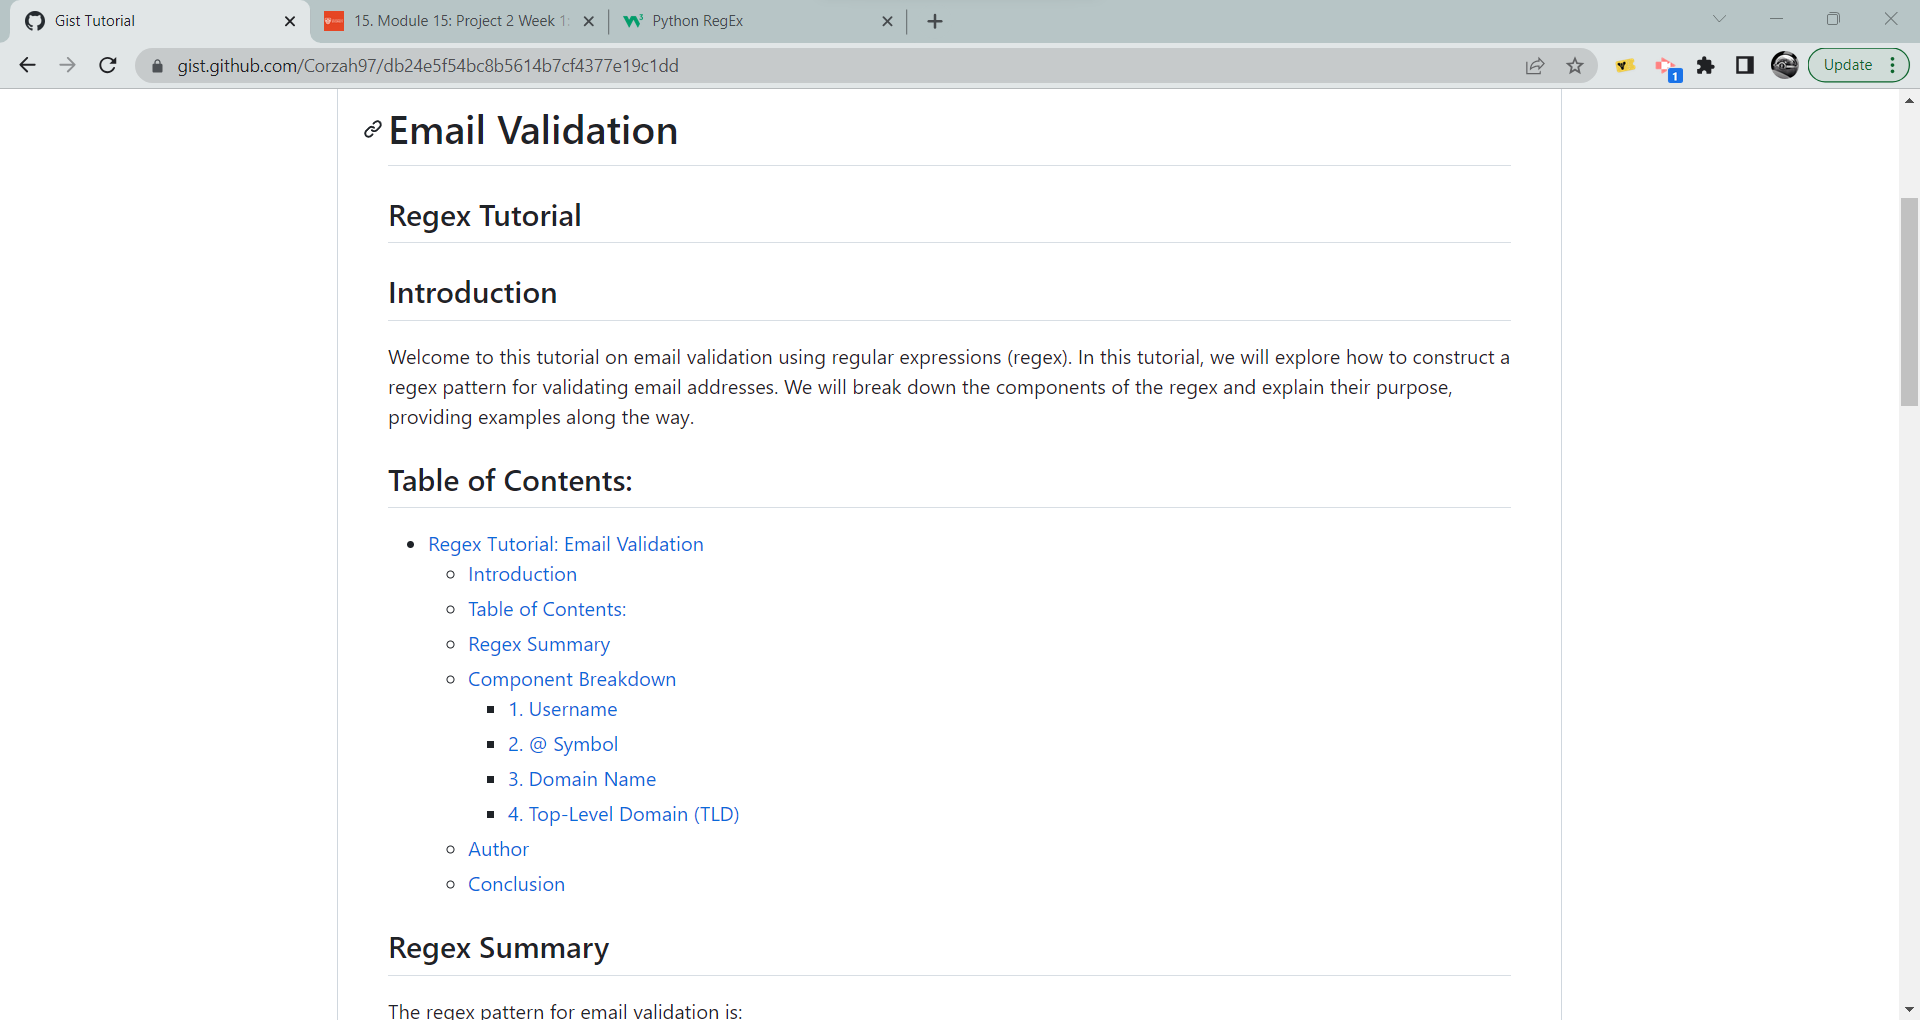 Gist Tutorial
15. Module 15: Project 2 Week 1
Python RegEx
gist.github.com/Corzah97/db24e5f54bc8b5614b7cf4377e19c1dd
1
Update
Email Validation
Regex Tutorial
Introduction
Welcome to this tutorial on email validation using regular expressions (regex). In this tutorial, we will explore how to construct a
regex pattern for validating email addresses. We will break down the components of the regex and explain their purpose,
providing examples along the way.
Table of Contents:
Regex Tutorial: Email Validation
Introduction
Table of Contents:
Regex Summary
Component Breakdown
1. Username
2. @ Symbol
3. Domain Name
4. Top-Level Domain (TLD)
Author
Conclusion
Regex Summary
The regex pattern for email validation is: